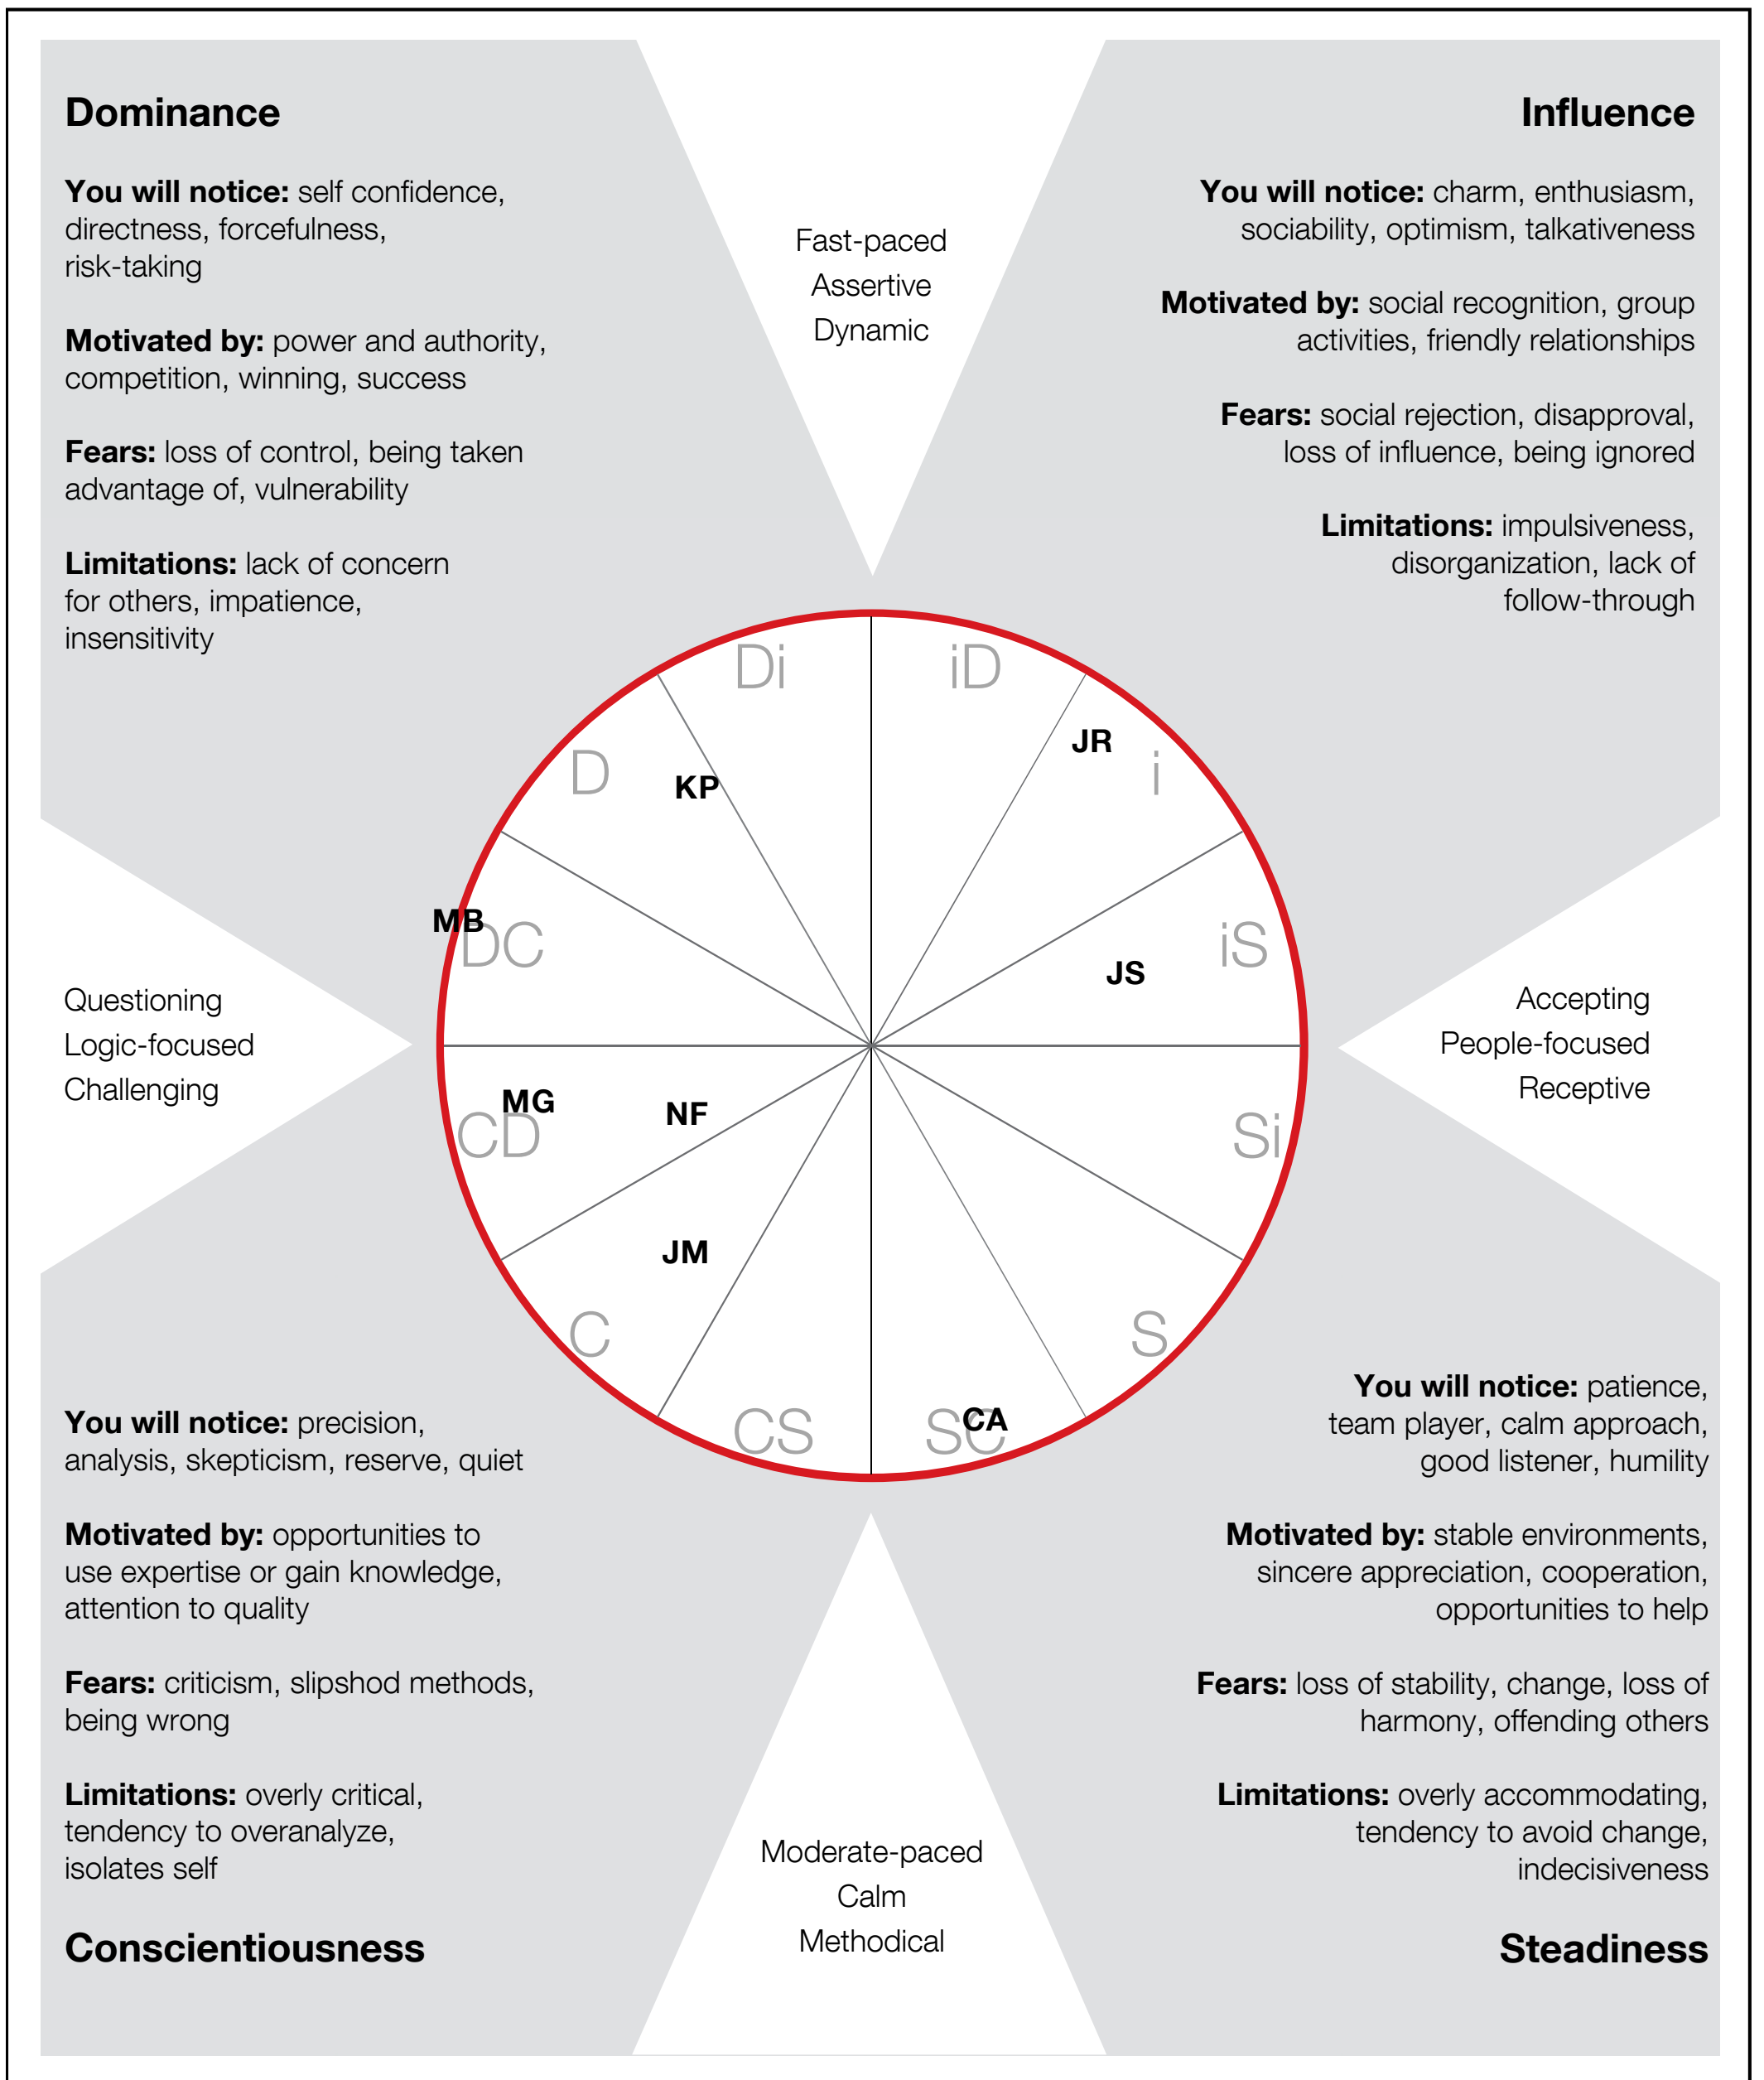 Dominance
You will notice: self confidence,
directness, forcefulness,
risk-taking
Motivated by: power and authority,
competition, winning, success
Fears: loss of control, being taken
advantage of, vulnerability
Limitations: lack of concern
for others, impatience,
insensitivity
Fast-paced
Assertive
Dynamic
Influence
You will notice: charm, enthusiasm,
sociability, optimism, talkativeness
Motivated by: social recognition, group
activities, friendly relationships
Fears: social rejection, disapproval,
loss of influence, being ignored
Limitations: impulsiveness,
disorganization, lack of
follow-through
Di
iD
JR
D
KP
i
MB
DC
iS
JS
Questioning
Logic-focused
Challenging
Accepting
People-focused
Receptive
MG
NF
CD
Si
JM
C
S
CS
SC
CA
You will notice: precision,
analysis, skepticism, reserve, quiet
Motivated by: opportunities to
use expertise or gain knowledge,
attention to quality
Fears: criticism, slipshod methods,
being wrong
Limitations: overly critical,
tendency to overanalyze,
isolates self
Conscientiousness
Moderate-paced
Calm
Methodical
You will notice: patience,
team player, calm approach,
good listener, humility
Motivated by: stable environments,
sincere appreciation, cooperation,
opportunities to help
Fears: loss of stability, change, loss of
harmony, offending others
Limitations: overly accommodating,
tendency to avoid change,
indecisiveness
Steadiness